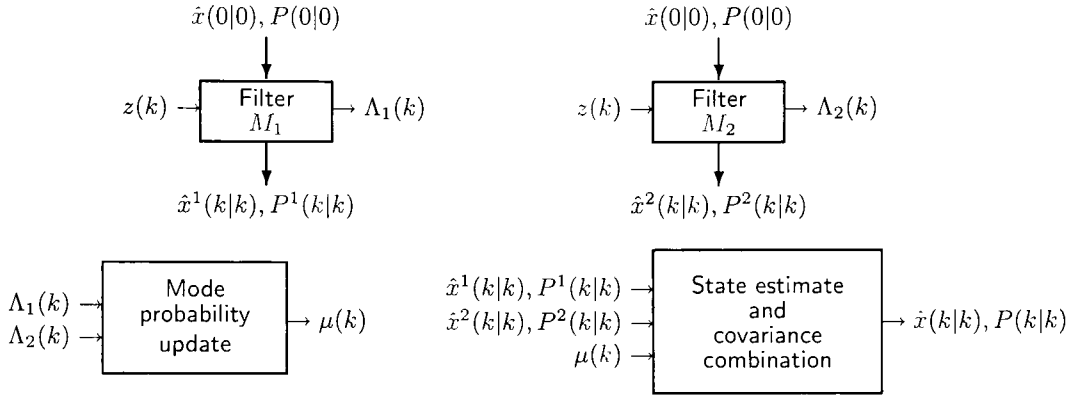 x̂(0|0), P(0|0)
z(k)
Filter
M₁
Λ₁(k)
x̂¹(k|k), P¹(k|k)
x̂(0|0), P(0|0)
z(k)
Filter
M₂
Λ₂(k)
x̂²(k|k), P²(k|k)
Λ₁(k)
Λ₂(k)
Mode
probability
update
μ(k)
x̂¹(k|k), P¹(k|k)
x̂²(k|k), P²(k|k)
μ(k)
State estimate
and
covariance
combination
x̂(k|k), P(k|k)